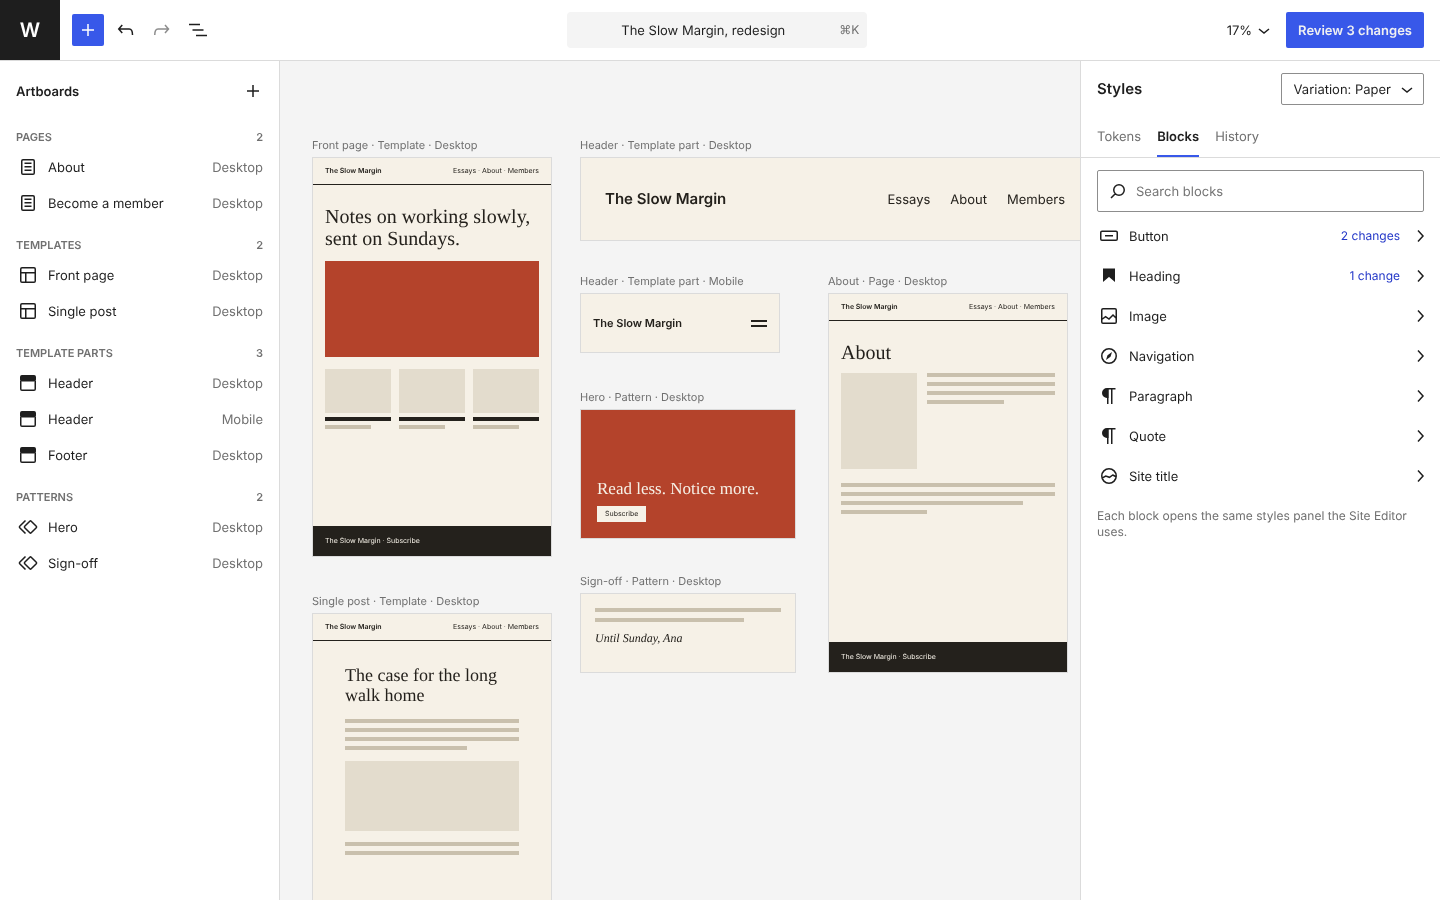 W
The Slow Margin, redesign
⌘K
17%
Review 3 changes
Artboards
PAGES 2
About Desktop
Become a member Desktop
TEMPLATES 2
Front page Desktop
Single post Desktop
TEMPLATE PARTS 3
Header Desktop
Header Mobile
Footer Desktop
PATTERNS 2
Hero Desktop
Sign-off Desktop
Front page · Template · Desktop
The Slow Margin Essays · About · Members
Notes on working slowly,
sent on Sundays.
The Slow Margin · Subscribe
Single post · Template · Desktop
The Slow Margin Essays · About · Members
The case for the long
walk home
Header · Template part · Desktop
The Slow Margin Essays About Members
Header · Template part · Mobile
The Slow Margin
Hero · Pattern · Desktop
Read less. Notice more.
Subscribe
Sign-off · Pattern · Desktop
Until Sunday, Ana
About · Page · Desktop
The Slow Margin Essays · About · Members
About
The Slow Margin · Subscribe
Styles
Variation: Paper
Tokens Blocks History
Search blocks
Button 2 changes
Heading 1 change
Image
Navigation
Paragraph
Quote
Site title
Each block opens the same styles panel the Site Editor
uses.